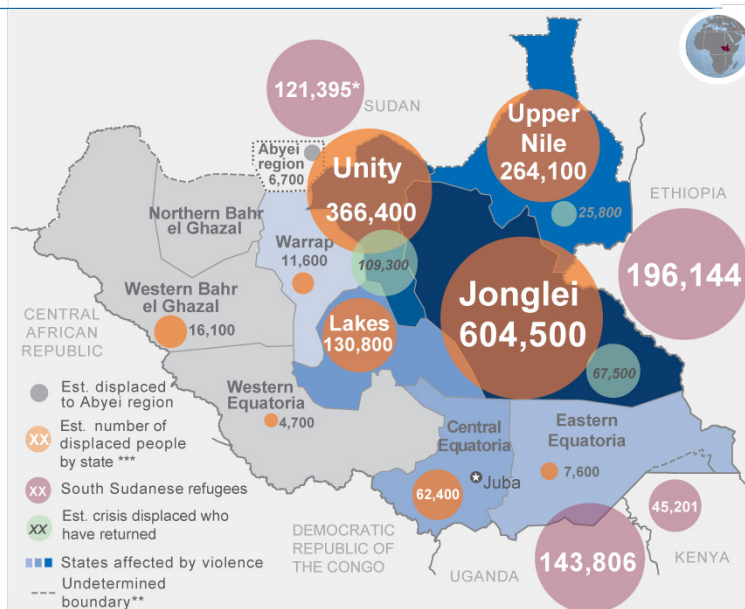 121,395*
SUDAN
Upper
Nile
264,100
Abyei
region
6,700
Unity
366,400
ETHIOPIA
25,800
Northern Bahr
el Ghazal
Warrap
11,600
109,300
196,144
Western Bahr
el Ghazal
16,100
Jonglei
604,500
CENTRAL
AFRICAN
REPUBLIC
Lakes
130,800
67,500
Est. displaced
to Abyei region
Western
Equatoria
4,700
Central
Equatoria
Eastern
Equatoria
XX
Est. number of
displaced people
by state ***
Juba
7,600
62,400
XX
South Sudanese refugees
45,201
xx
Est. crisis displaced who
have returned
DEMOCRATIC
REPUBLIC OF
THE CONGO
143,806
KENYA
UGANDA
States affected by violence
Undetermined
boundary**